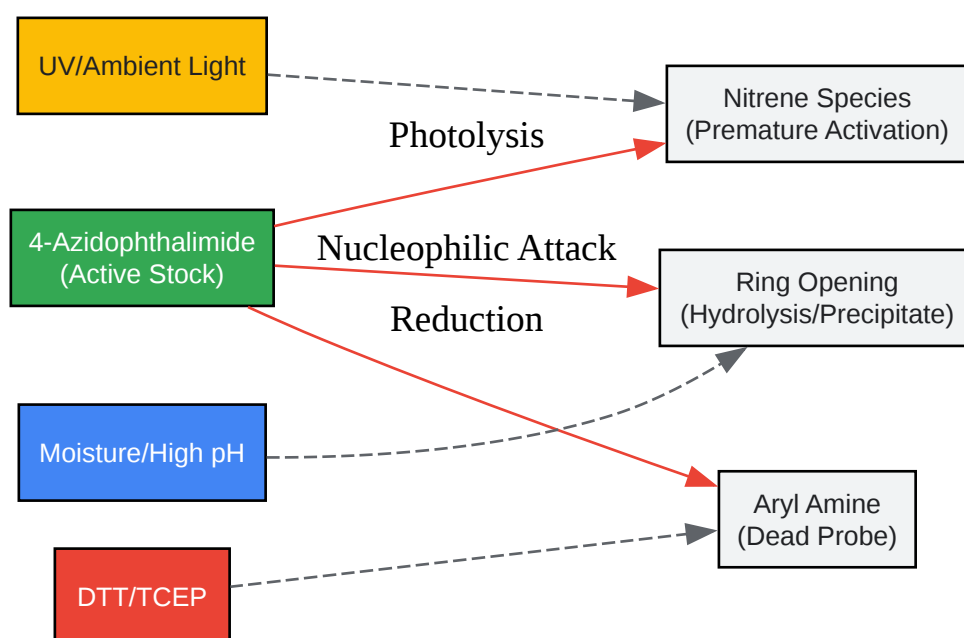 UV/Ambient Light
Nitrene Species
(Premature Activation)
Photolysis
4-Azidophthalimide
(Active Stock)
Nucleophilic Attack
Ring Opening
(Hydrolysis/Precipitate)
Reduction
Moisture/High pH
Aryl Amine
(Dead Probe)
DTT/TCEP